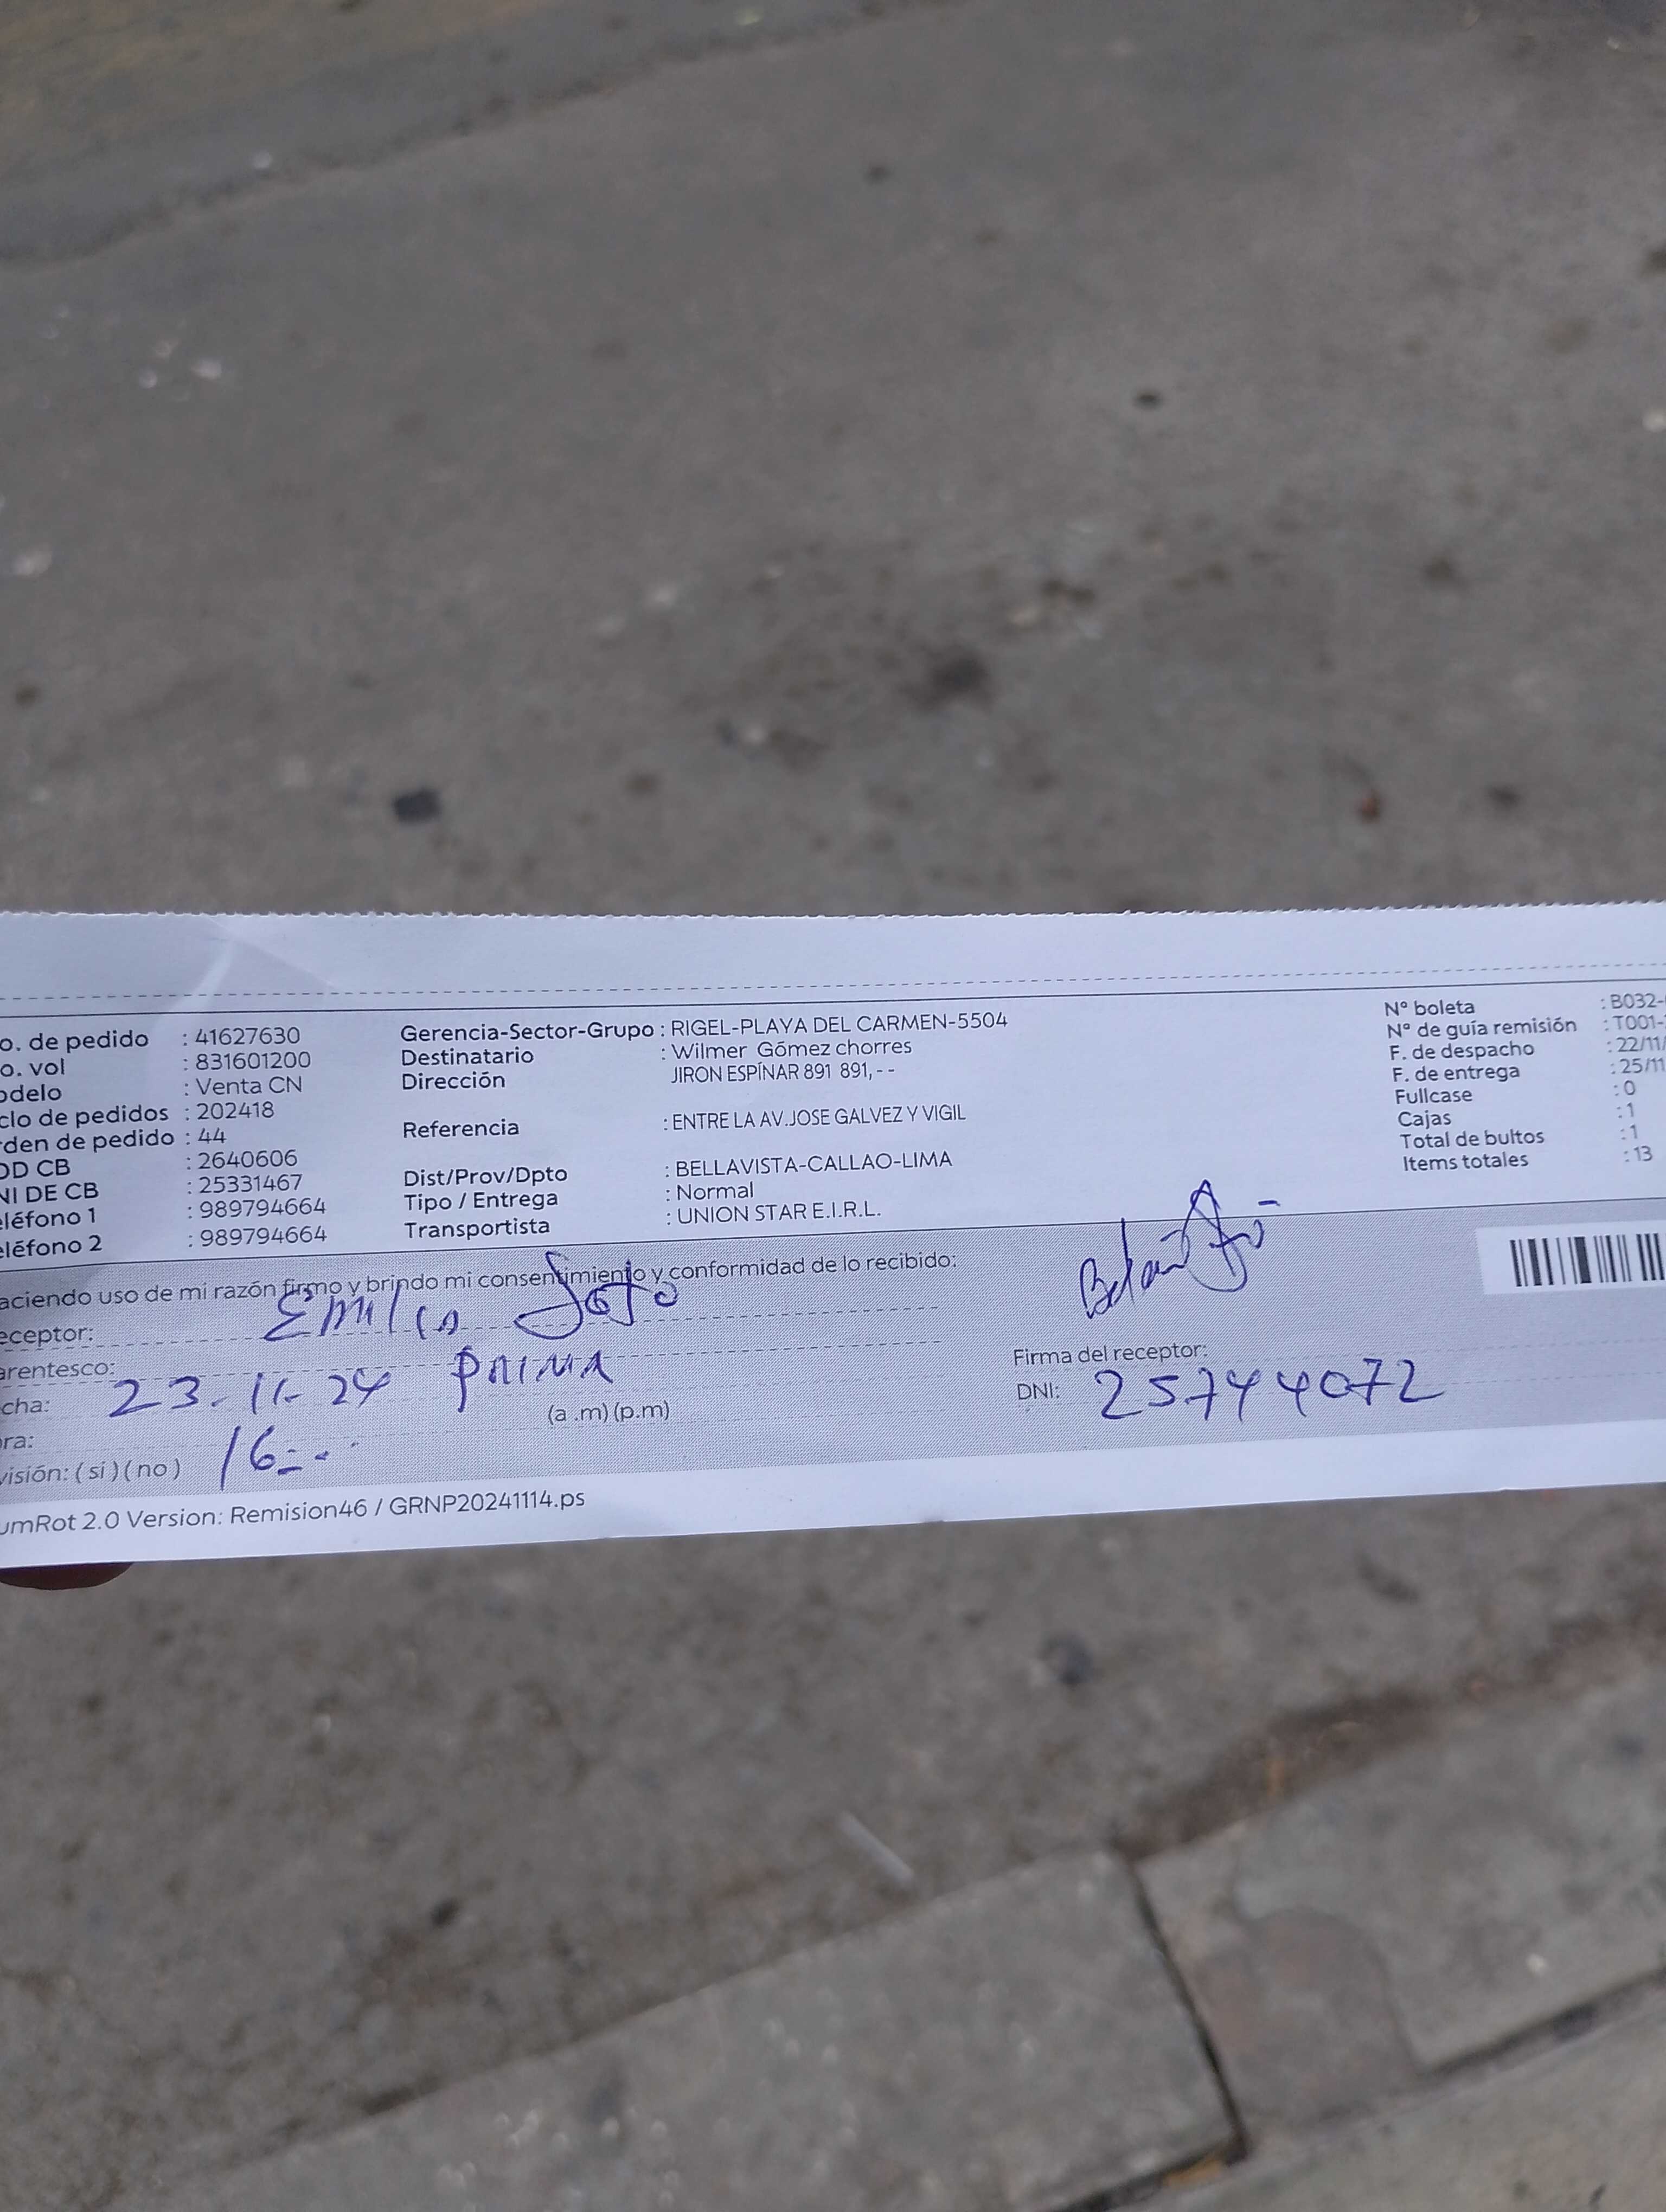 o. de pedido : 41627630
o. vol : 831601200
odelo : Venta CN
clo de pedidos : 202418
den de pedido : 44
OD CB : 2640606
NI DE CB : 25331467
eléfono 1 : 989794664
eléfono 2 : 989794664
Gerencia-Sector-Grupo : RIGEL-PLAYA DEL CARMEN-5504
Destinatario : Wilmer Gómez chorres
Dirección JIRON ESPÍNAR 891 891, - -
Referencia : ENTRE LA AV.JOSE GALVEZ Y VIGIL
Dist/Prov/Dpto : BELLAVISTA-CALLAO-LIMA
Tipo / Entrega : Normal
Transportista : UNION STAR E.I.R.L.
N° boleta : B032-
N° de guía remisión : T001-
F. de despacho : 22/11/
F. de entrega : 25/11
Fullcase : 0
Cajas : 1
Total de bultos : 1
Items totales : 13
aciendo uso de mi razón firmo y brindo mi consentimiento y conformidad de lo recibido:
eceptor: Emilia Soto
arentesco: PRIMA
cha: 23-11-24
ora: 16 (a .m) (p.m)
visión: ( si ) ( no )
Firma del receptor:
DNI: 25744072
umRot 2.0 Version: Remision46 / GRNP20241114.ps